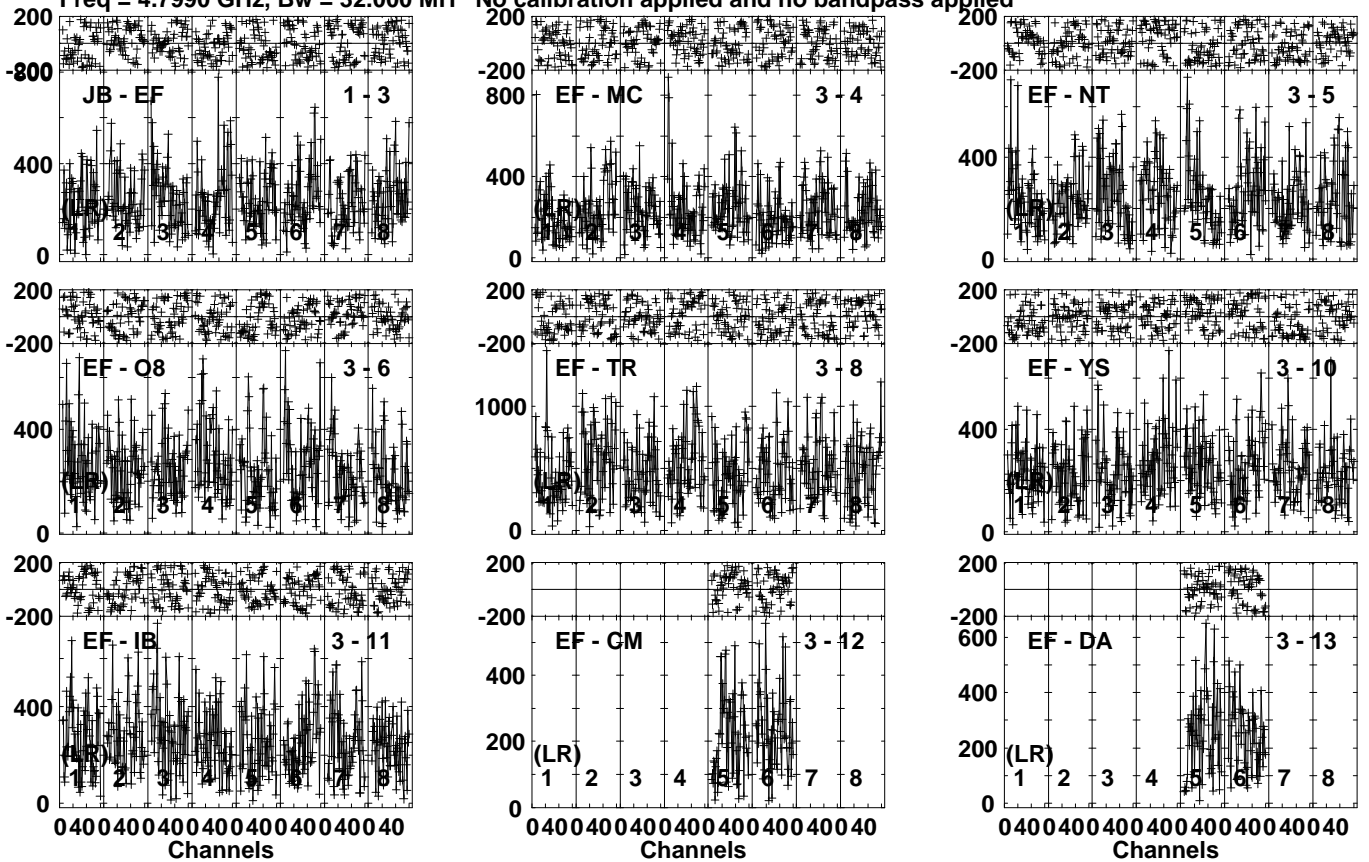 Freq = 4.7990 GHz, Bw = 32.000 MH No calibration applied and no bandpass applied
200 200 200
-200 -200 -200
800 JB - EF 1 - 3 800 EF - MC 3 - 4 EF - NT 3 - 5
400 400 400
(LR) (LR) (LR)
1 2 3 4 5 6 7 8 1 2 3 4 5 6 7 8 1 2 3 4 5 6 7 8
0 0 0
200 200 200
-200 -200 -200
EF - O8 3 - 6 EF - TR 3 - 8 EF - YS 3 - 10
400 1000 400
(LR) (LR) (LR)
1 2 3 4 5 6 7 8 1 2 3 4 5 6 7 8 1 2 3 4 5 6 7 8
0 0 0
200 200 200
-200 -200 -200
EF - IB 3 - 11 EF - CM 3 - 12 600 EF - DA 3 - 13
400 400 400
200 200
(LR) (LR) (LR)
1 2 3 4 5 6 7 8 1 2 3 4 5 6 7 8 1 2 3 4 5 6 7 8
0 0 0
0 40 0 40 0 40 0 40 0 40 0 40 0 40 0 40 0 40 0 40 0 40 0 40 0 40 0 40 0 40 0 40 0 40 0 40 0 40 0 40 0 40 0 40 0 40 0 40
Channels Channels Channels